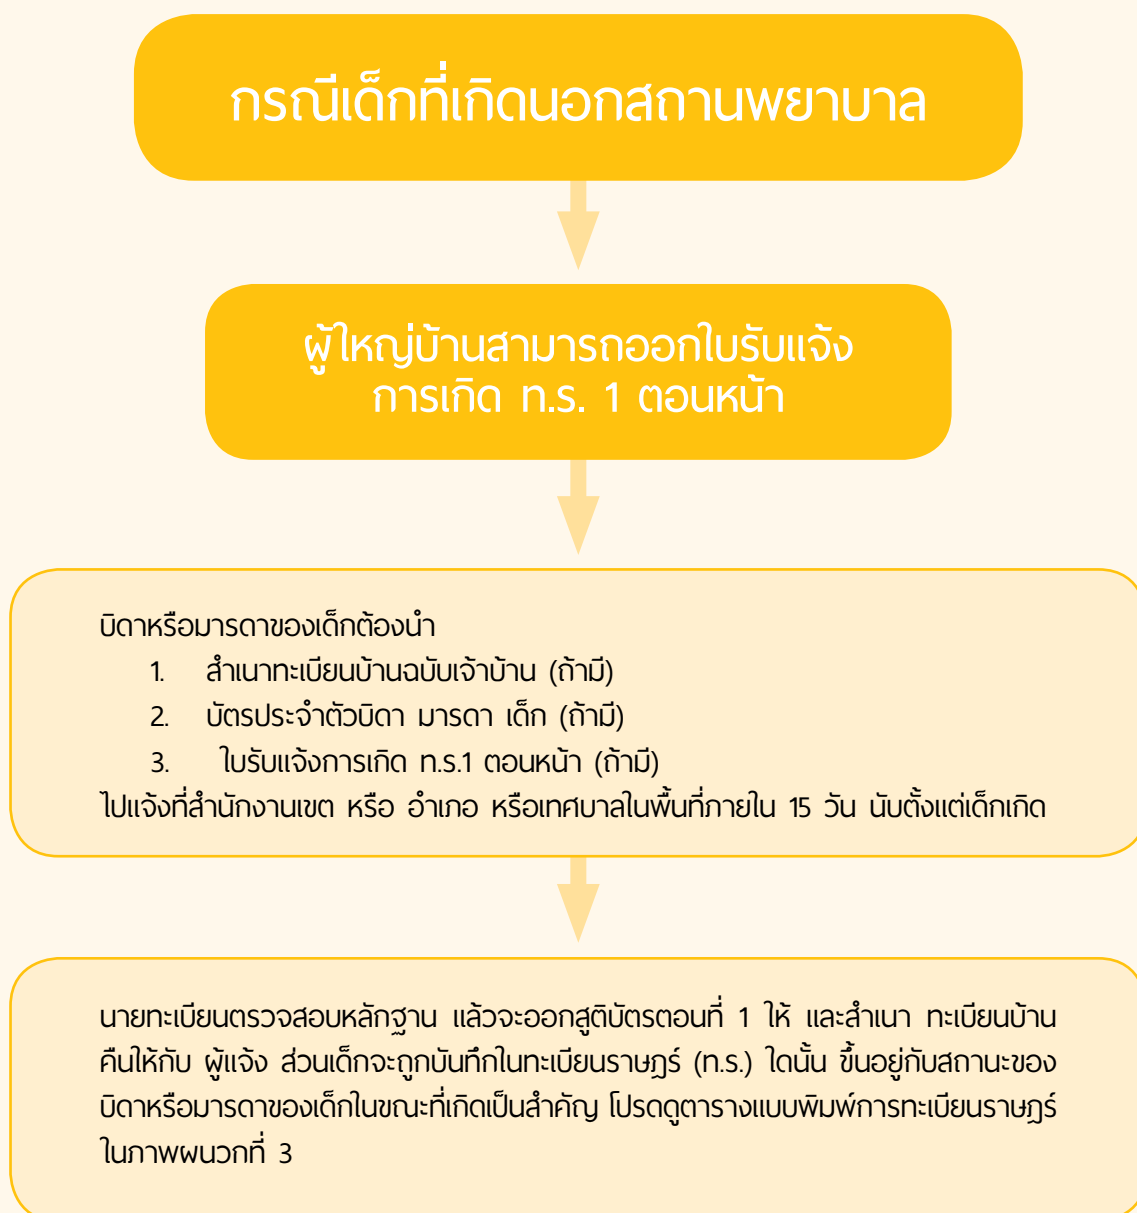 กรณีเด็กที่เกิดนอกสถานพยาบาล
ผู้ใหญ่บ้านสามารถออกใบรับแจ้ง
การเกิด ท.ร. 1 ตอนหน้า
บิดาหรือมารดาของเด็กต้องนำ
1. สำเนาทะเบียนบ้านฉบับเจ้าบ้าน (ถ้ามี)
2. บัตรประจำตัวบิดา มารดา เด็ก (ถ้ามี)
3. ใบรับแจ้งการเกิด ท.ร.1 ตอนหน้า (ถ้ามี)
ไปแจ้งที่สำนักงานเขต หรือ อำเภอ หรือเทศบาลในพื้นที่ภายใน 15 วัน นับตั้งแต่เด็กเกิด
นายทะเบียนตรวจสอบหลักฐาน แล้วจะออกสูติบัตรตอนที่ 1 ให้ และสำเนา ทะเบียนบ้าน
คืนให้กับ ผู้แจ้ง ส่วนเด็กจะถูกบันทึกในทะเบียนราษฎร์ (ท.ร.) ใดนั้น ขึ้นอยู่กับสถานะของ
บิดาหรือมารดาของเด็กในขณะที่เกิดเป็นสำคัญ โปรดดูตารางแบบพิมพ์การทะเบียนราษฎร์
ในภาพผนวกที่ 3